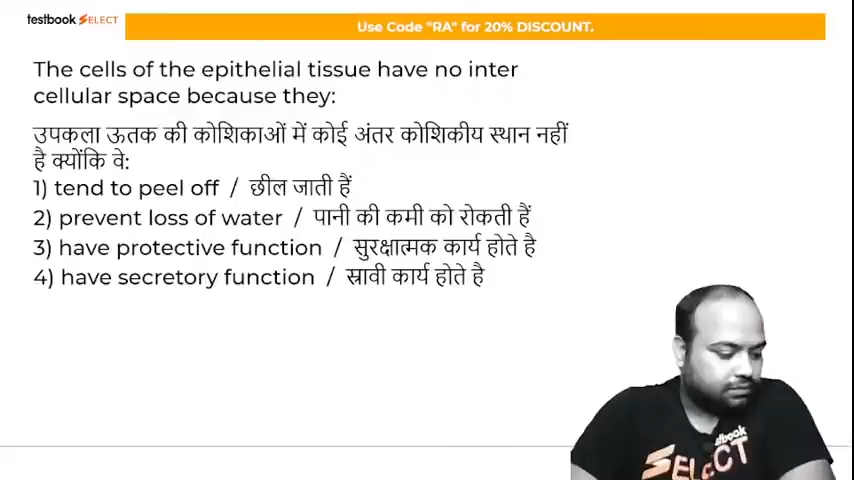 testbook SELECT
Use Code "RA" for 20% DISCOUNT.
The cells of the epithelial tissue have no inter
cellular space because they:
उपकला ऊतक की कोशिकाओं में कोई अंतर कोशिकीय स्थान नहीं
है क्योंकि वे:
1) tend to peel off / छील जाती हैं
2) prevent loss of water / पानी की कमी को रोकती हैं
3) have protective function / सुरक्षात्मक कार्य होते है
4) have secretory function / स्रावी कार्य होते है
tbook
SELECT